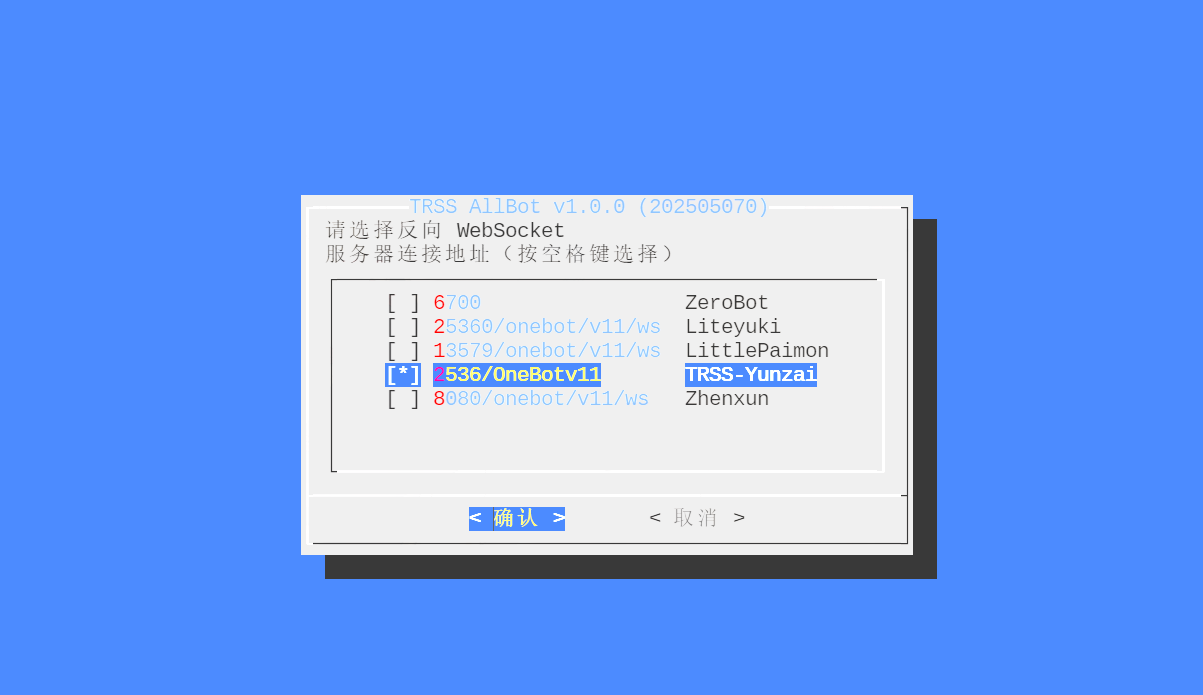 TRSS AllBot v1.0.0 (202505070)
请选择反向 WebSocket
服务器连接地址（按空格键选择）
[ ] 6700 ZeroBot
[ ] 25360/onebot/v11/ws Liteyuki
[ ] 13579/onebot/v11/ws LittlePaimon
[*] 2536/OneBotv11 TRSS-Yunzai
[ ] 8080/onebot/v11/ws Zhenxun
< 确认 > < 取消 >